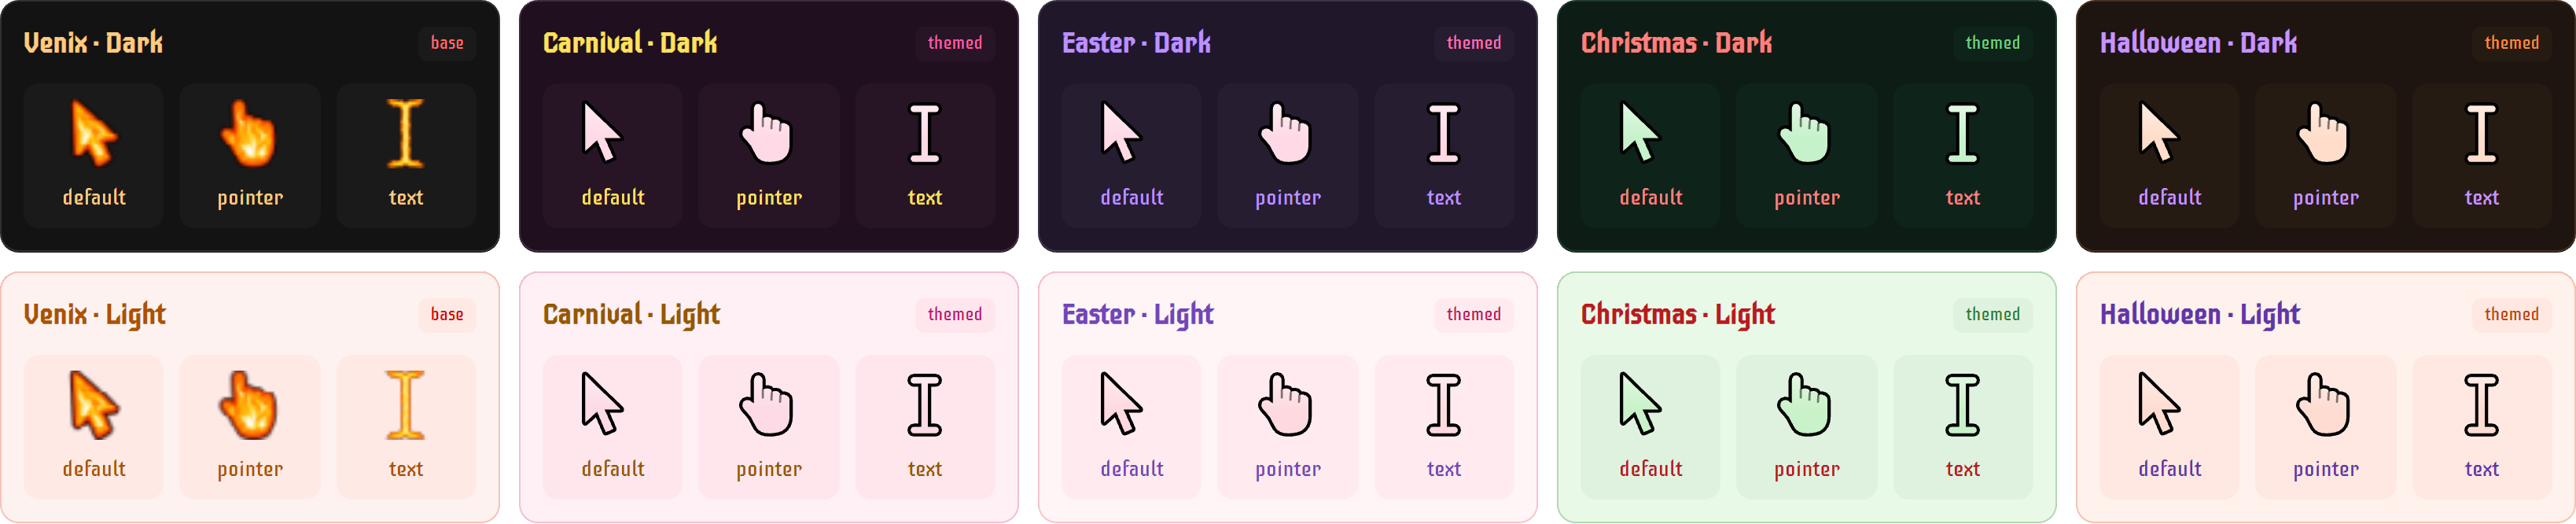 Venix · Dark
base
default pointer text
Carnival · Dark
themed
default pointer text
Easter · Dark
themed
default pointer text
Christmas · Dark
themed
default pointer text
Halloween · Dark
themed
default pointer text
Venix · Light
base
default pointer text
Carnival · Light
themed
default pointer text
Easter · Light
themed
default pointer text
Christmas · Light
themed
default pointer text
Halloween · Light
themed
default pointer text